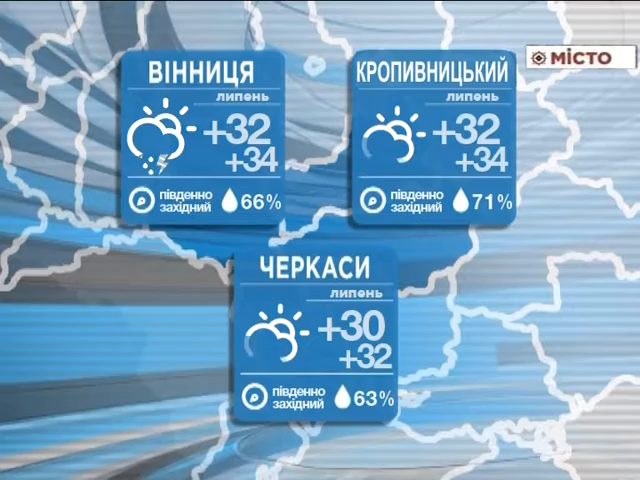 МІСТО
ВІННИЦЯ
липень
+32
+34
південно
західний
66%
КРОПИВНИЦЬКИЙ
липень
+32
+34
південно
західний
71%
ЧЕРКАСИ
липень
+30
+32
південно
західний
63%